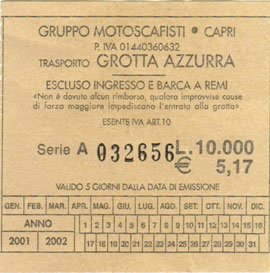 GRUPPO MOTOSCAFISTI • CAPRI
P. IVA 01440360632
TRASPORTO GROTTA AZZURRA
ESCLUSO INGRESSO E BARCA A REMI
«Non è dovuto alcun rimborso, qualora improvvise cause
di forza maggiore impediscano l'entrata alla grotta».
ESENTE IVA ART.10
Serie A 032656 L. 10.000
€ 5,17
VALIDO 5 GIORNI DALLA DATA DI EMISSIONE
GEN. FEB. MAR. APR. MAG. GIU. LUG. AGO. SET. OTT. NOV. DIC.
ANNO 1 2 3 4 5 6 7 8 9 10 11 12 13 14 15 16
2001 2002 17 18 19 20 21 22 23 24 25 26 27 28 29 30 31